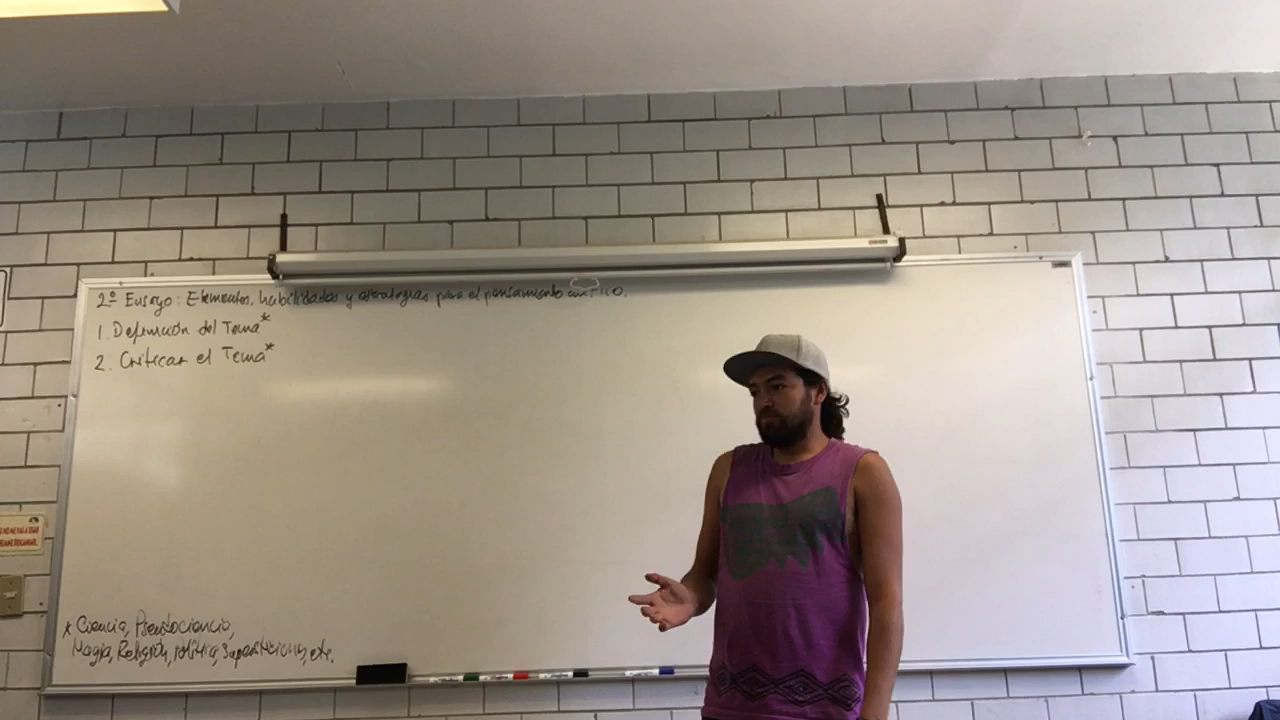 2º Ensayo: Elementos, habilidades y estrategias para el pensamiento crítico.
1. Definición del Tema*
2. Criticar el Tema*
* Ciencia, Pseudociencia,
Magia, Religión, política, supersticiones, etc.